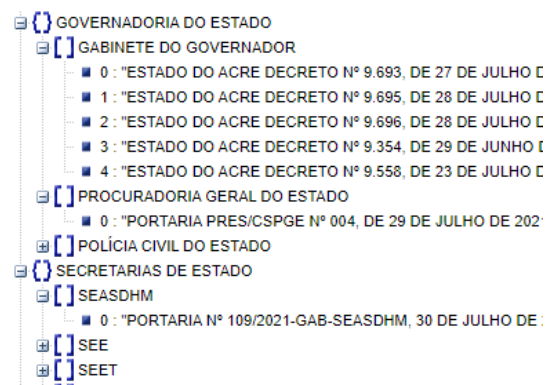 GOVERNADORIA DO ESTADO
GABINETE DO GOVERNADOR
0 : "ESTADO DO ACRE DECRETO Nº 9.693, DE 27 DE JULHO D
1 : "ESTADO DO ACRE DECRETO Nº 9.695, DE 28 DE JULHO D
2 : "ESTADO DO ACRE DECRETO Nº 9.696, DE 28 DE JULHO D
3 : "ESTADO DO ACRE DECRETO Nº 9.354, DE 29 DE JUNHO D
4 : "ESTADO DO ACRE DECRETO Nº 9.558, DE 23 DE JULHO D
PROCURADORIA GERAL DO ESTADO
0 : "PORTARIA PRES/CSPGE Nº 004, DE 29 DE JULHO DE 2021
POLÍCIA CIVIL DO ESTADO
SECRETARIAS DE ESTADO
SEASDHM
0 : "PORTARIA Nº 109/2021-GAB-SEASDHM, 30 DE JULHO DE
SEE
SEET